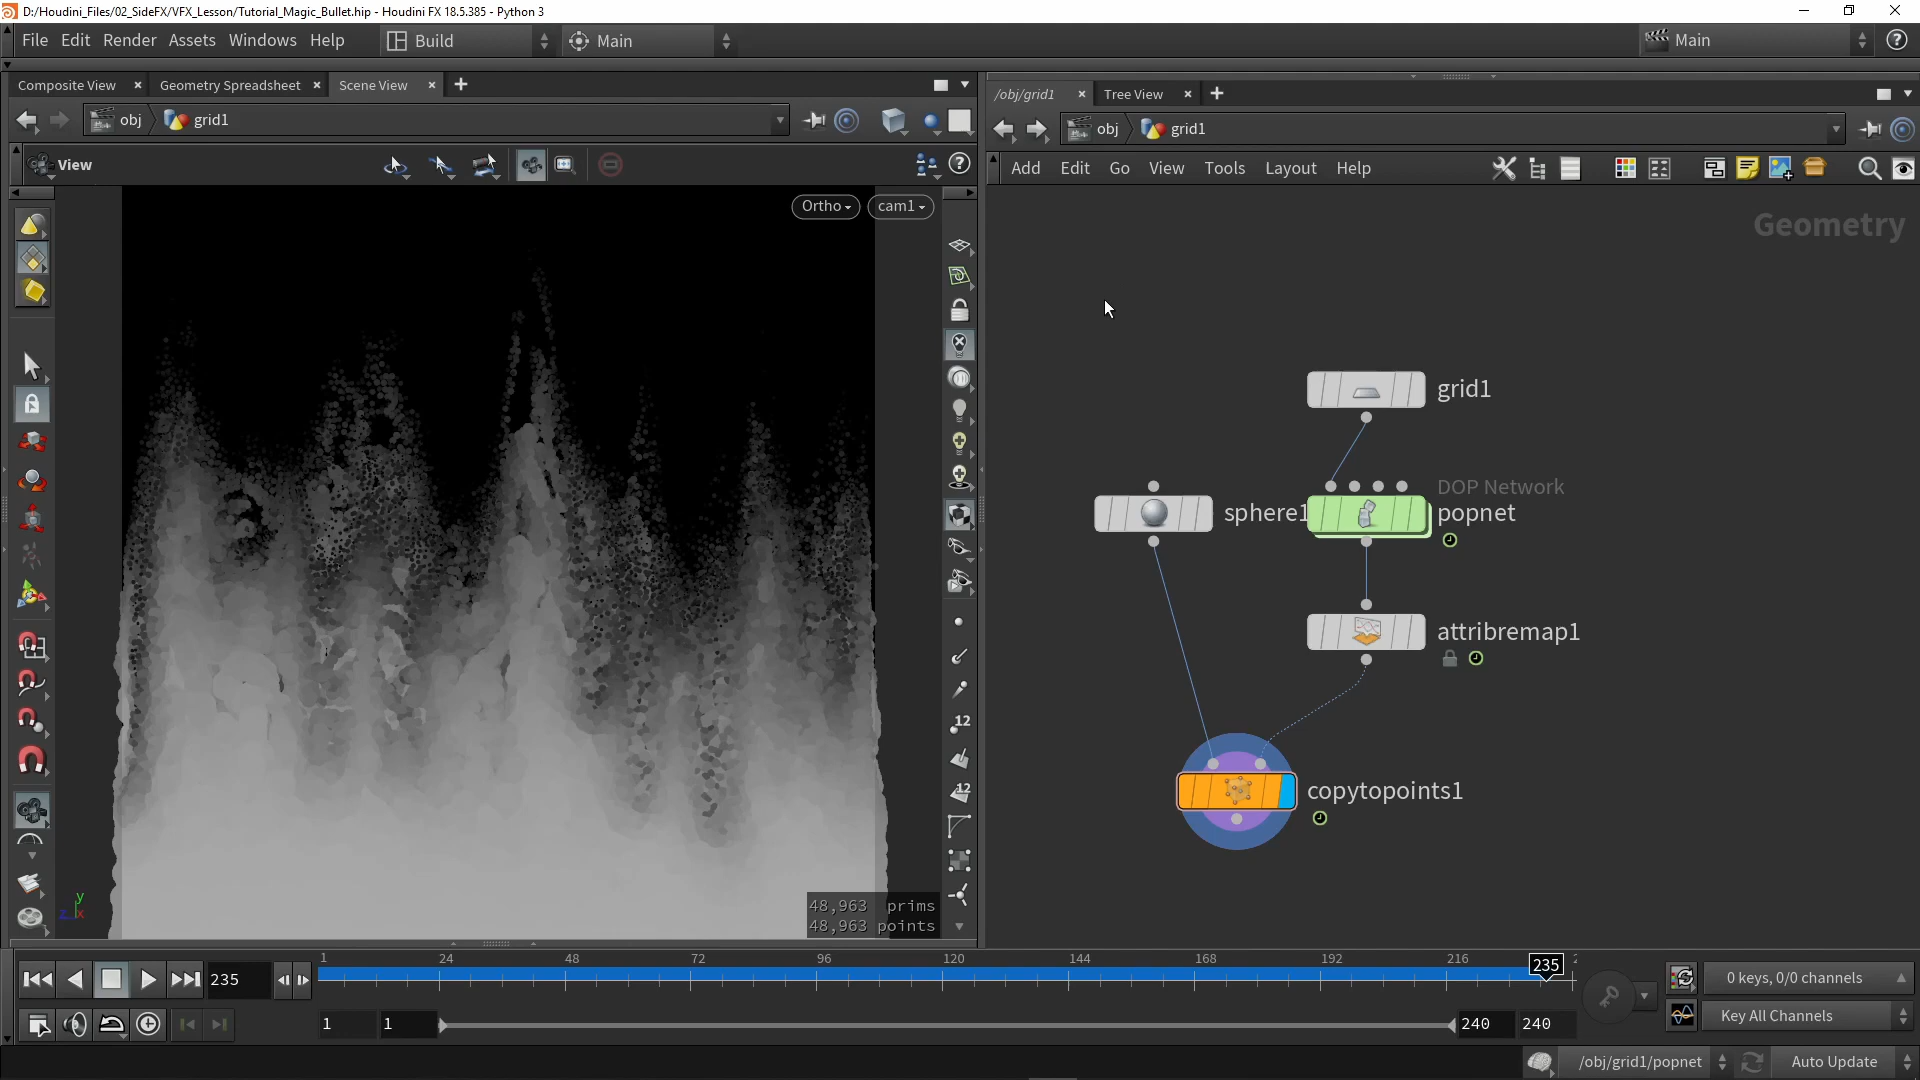 D:/Houdini_Files/02_SideFX/VFX_Lesson/Tutorial_Magic_Bullet.hip - Houdini FX 18.5.385 - Python 3
File Edit Render Assets Windows Help
Build
Main
Main
Composite View
Geometry Spreadsheet
Scene View
obj
grid1
View
Ortho
cam1
12
12
y
z
x
48,963 prims
48,963 points
/obj/grid1
Tree View
obj
grid1
Add Edit Go View Tools Layout Help
Geometry
grid1
DOP Network
sphere1
popnet
attribremap1
copytopoints1
235
1 24 48 72 96 120 144 168 192 216
235
0 keys, 0/0 channels
1
1
240
240
Key All Channels
/obj/grid1/popnet
Auto Update